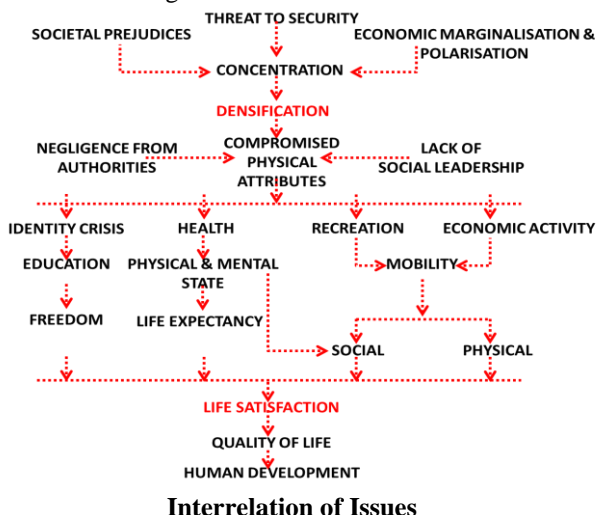 THREAT TO SECURITY
SOCIETAL PREJUDICES
ECONOMIC MARGINALISATION &
POLARISATION
CONCENTRATION
DENSIFICATION
NEGLIGENCE FROM
AUTHORITIES
COMPROMISED
PHYSICAL
ATTRIBUTES
LACK OF
SOCIAL LEADERSHIP
IDENTITY CRISIS
HEALTH
RECREATION
ECONOMIC ACTIVITY
EDUCATION
PHYSICAL & MENTAL
STATE
MOBILITY
FREEDOM
LIFE EXPECTANCY
SOCIAL
PHYSICAL
LIFE SATISFACTION
QUALITY OF LIFE
HUMAN DEVELOPMENT
Interrelation of Issues